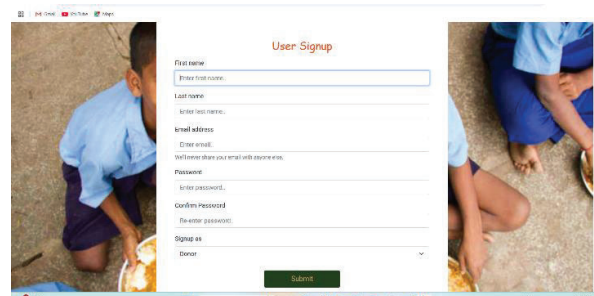 Gmail YouTube Maps
User Signup
First name
Enter first name..
Last name
Enter last name..
Email address
Enter email..
We'll never share your email with anyone else.
Password
Enter password..
Confirm Password
Re-enter password..
Signup as
Donor
Submit